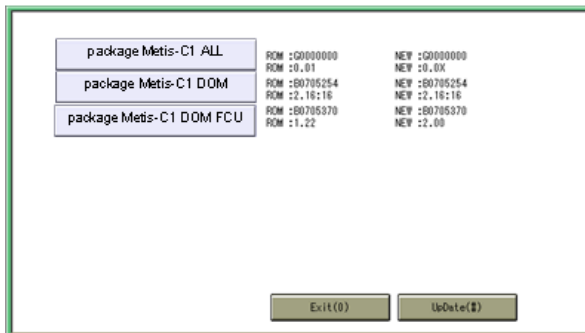 package Metis-C1 ALL
ROM :G0000000 NEW :G0000000
ROM :0.01 NEW :0.0X
package Metis-C1 DOM
ROM :B0705254 NEW :B0705254
ROM :2.16:16 NEW :2.16:16
package Metis-C1 DOM FCU
ROM :B0705370 NEW :B0705370
ROM :1.22 NEW :2.00
Exit(0) UpDate(#)